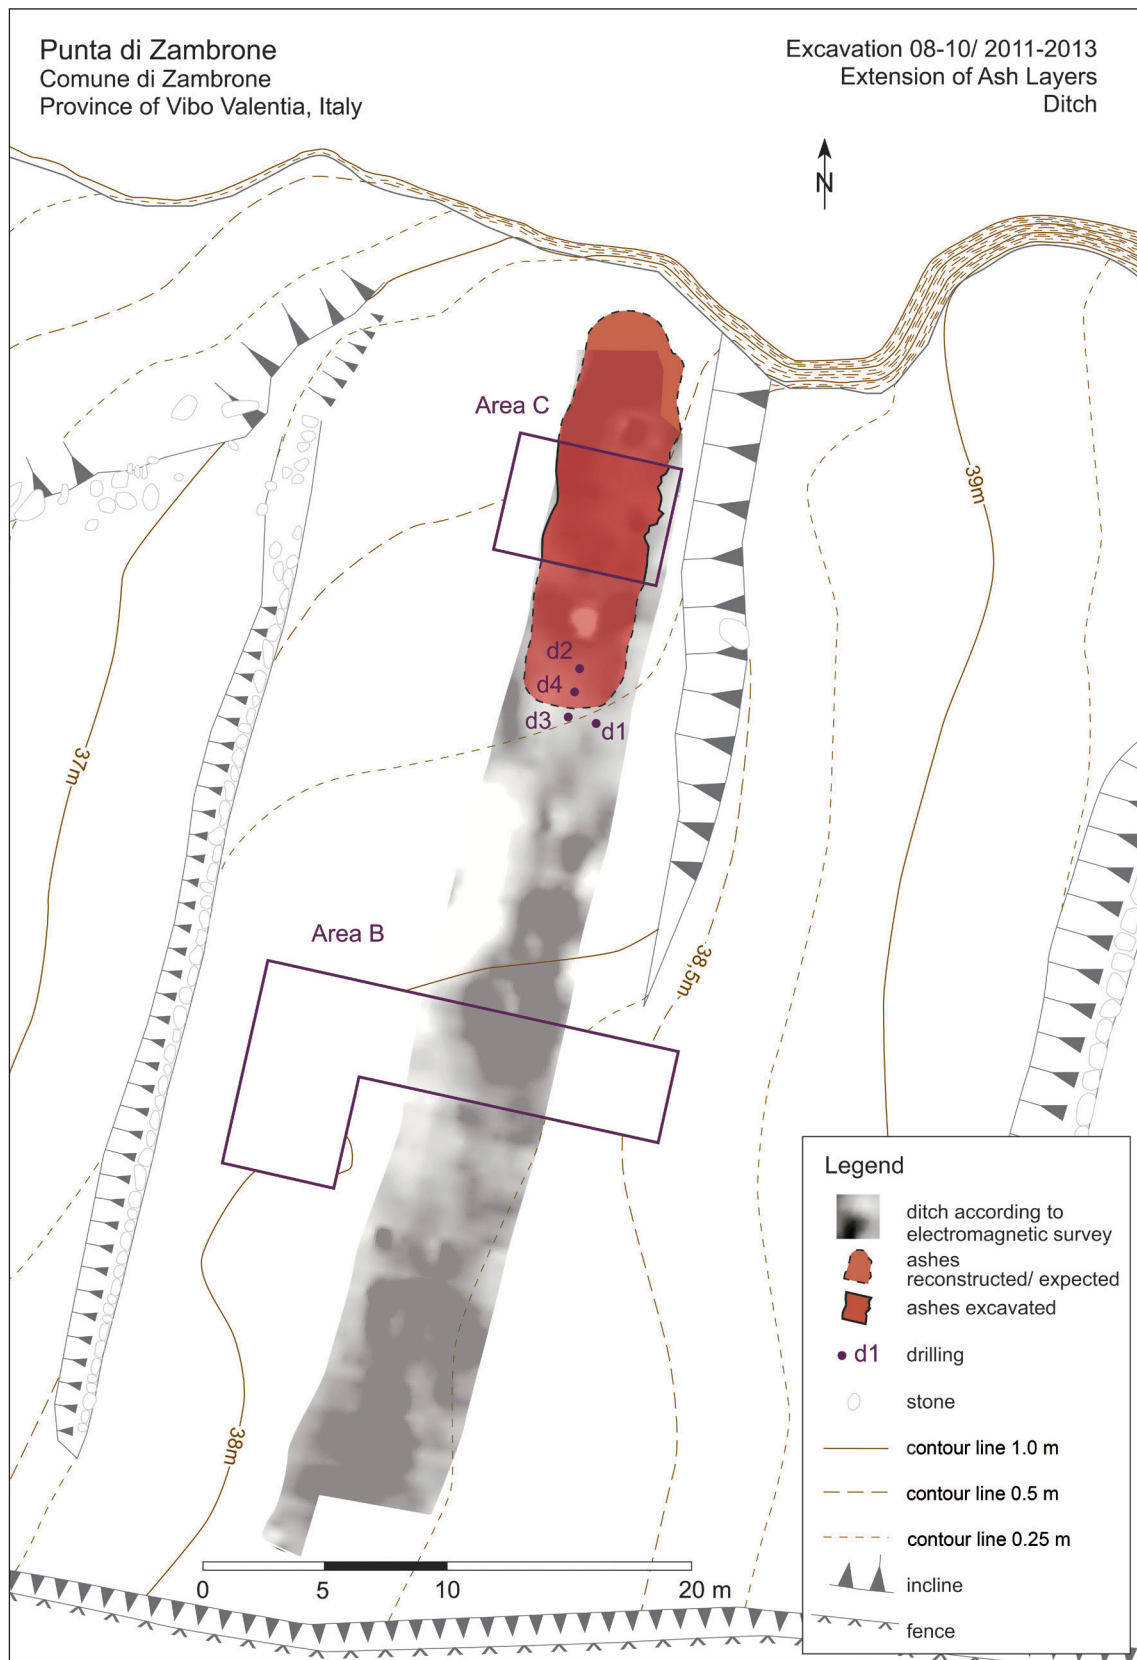 Punta di Zambrone
Comune di Zambrone
Province of Vibo Valentia, Italy
Excavation 08-10/ 2011-2013
Extension of Ash Layers
Ditch
N
Area C
39m
d2
d4
d3
d1
37m
Area B
38,5m
38m
0 5 10 20 m
Legend
ditch according to
electromagnetic survey
ashes
reconstructed/ expected
ashes excavated
d1 drilling
stone
contour line 1.0 m
contour line 0.5 m
contour line 0.25 m
incline
fence